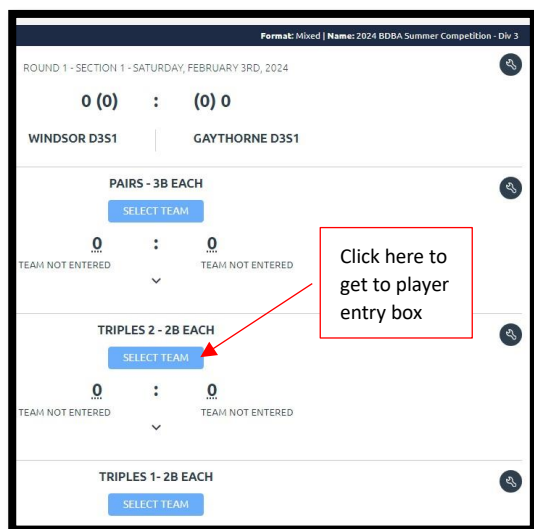 Format: Mixed | Name: 2024 BDBA Summer Competition - Div 3
ROUND 1 - SECTION 1 - SATURDAY, FEBRUARY 3RD, 2024
0 (0) : (0) 0
WINDSOR D3S1 GAYTHORNE D3S1
PAIRS - 3B EACH
SELECT TEAM
0 : 0
TEAM NOT ENTERED TEAM NOT ENTERED
Click here to
get to player
entry box
TRIPLES 2 - 2B EACH
SELECT TEAM
0 : 0
TEAM NOT ENTERED TEAM NOT ENTERED
TRIPLES 1- 2B EACH
SELECT TEAM